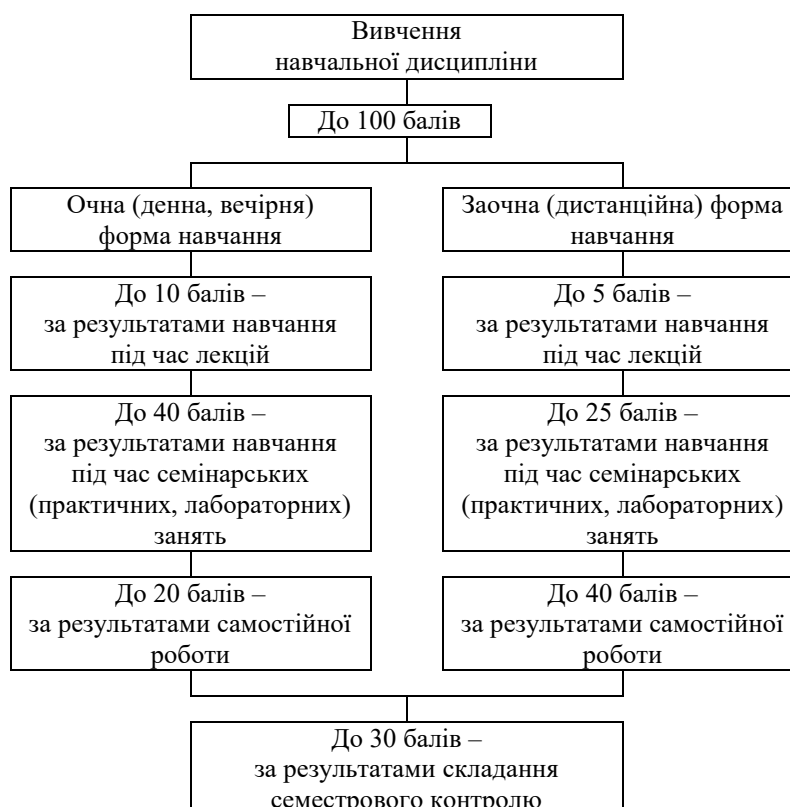 Вивчення
навчальної дисципліни
До 100 балів
Очна (денна, вечірня)
форма навчання
До 10 балів –
за результатами навчання
під час лекцій
До 40 балів –
за результатами навчання
під час семінарських
(практичних, лабораторних)
занять
До 20 балів –
за результатами самостійної
роботи
Заочна (дистанційна) форма
навчання
До 5 балів –
за результатами навчання
під час лекцій
До 25 балів –
за результатами навчання
під час семінарських
(практичних, лабораторних)
занять
До 40 балів –
за результатами самостійної
роботи
До 30 балів –
за результатами складання
семестрового контролю